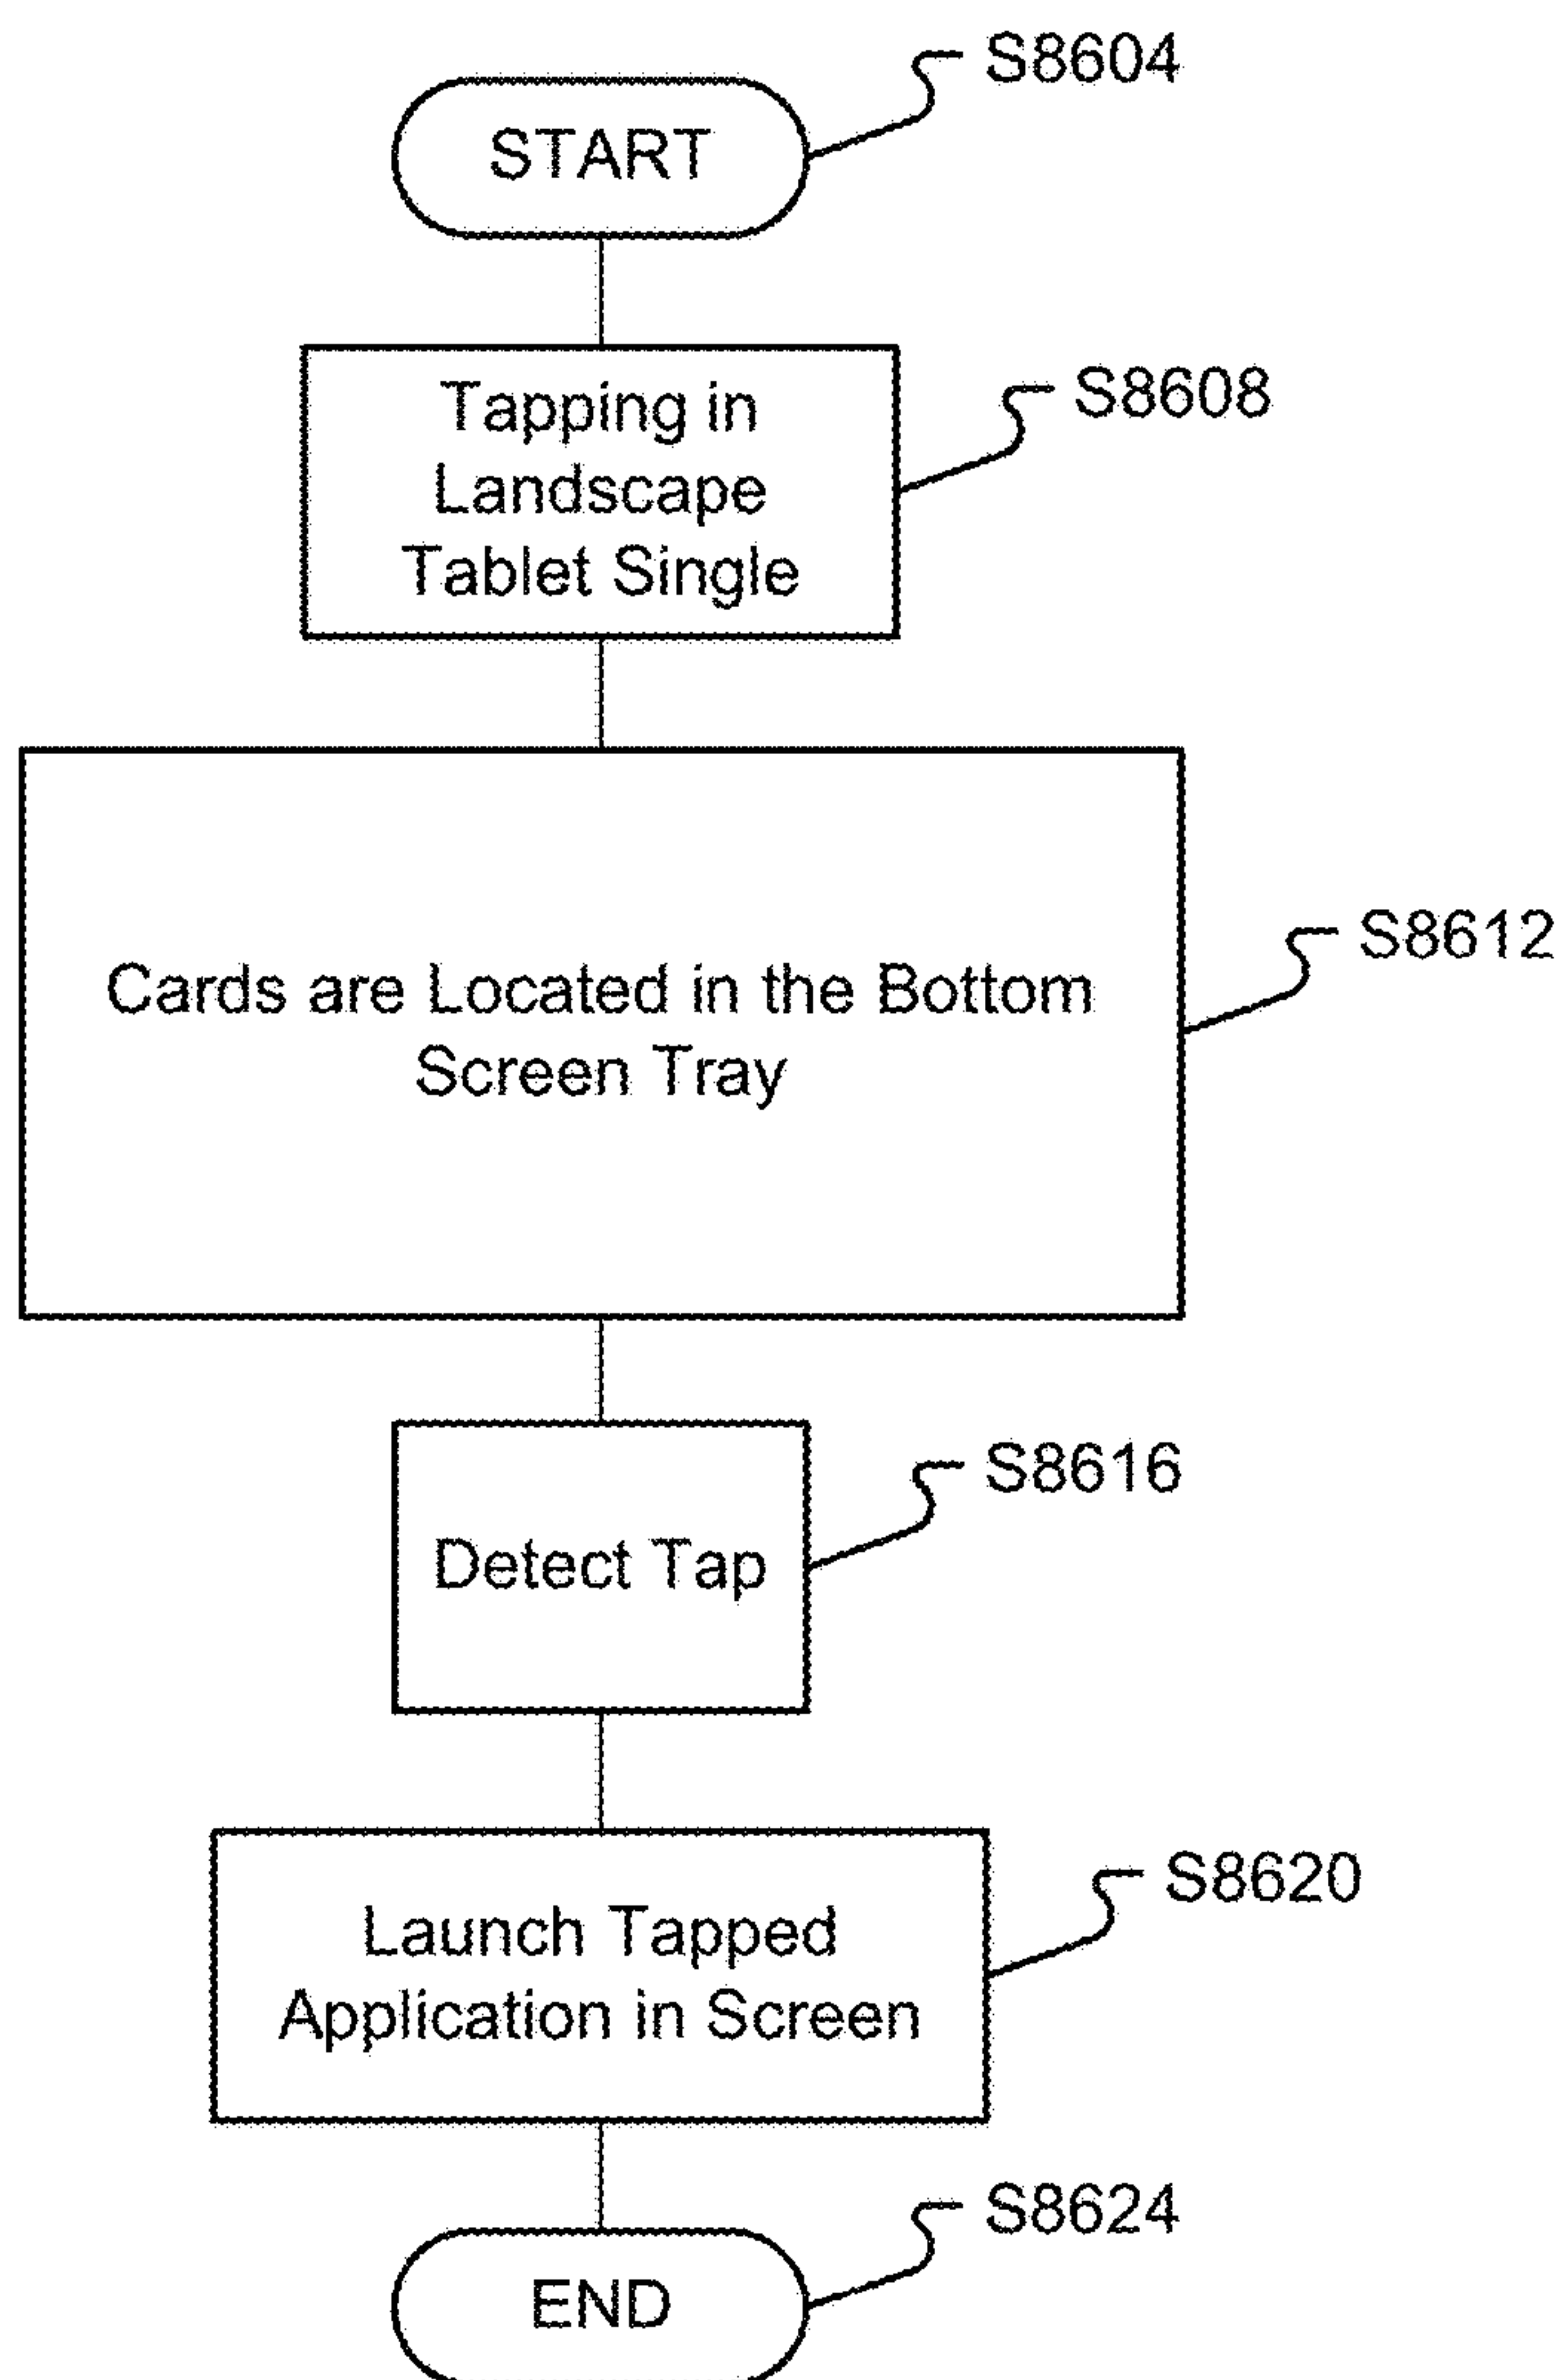 S8604
START
S8608
Tapping in
Landscape
Tablet Single
S8612
Cards are Located in the Bottom
Screen Tray
S8616
Detect Tap
S8620
Launch Tapped
Application in Screen
S8624
END